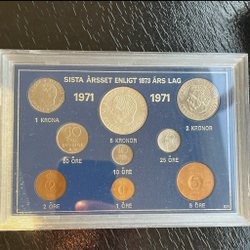 SISTA ÅRSSET ENLIGT 1873 ÅRS LAG
1971 1971
1 KRONA 5 KRONOR 2 KRONOR
50 ÖRE 10 ÖRE 25 ÖRE
2 ÖRE 1 ÖRE 5 ÖRE